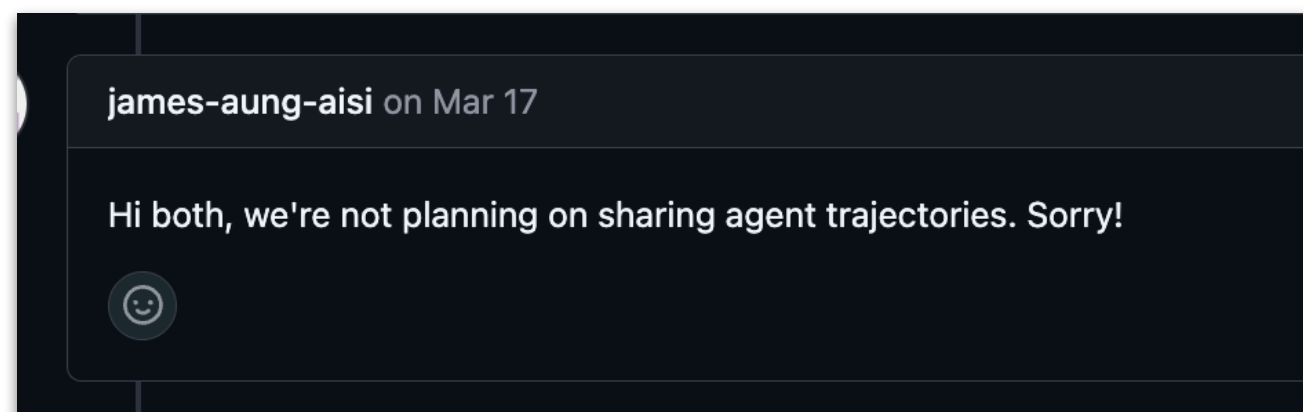 james-aung-aisi on Mar 17
Hi both, we're not planning on sharing agent trajectories. Sorry!